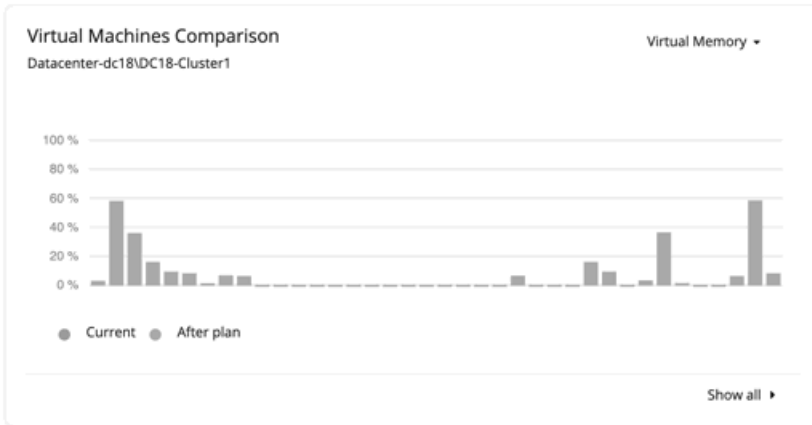 Virtual Machines Comparison
Virtual Memory
Datacenter-dc18\DC18-Cluster1
100 %
80 %
60 %
40 %
20 %
0 %
Current
After plan
Show all